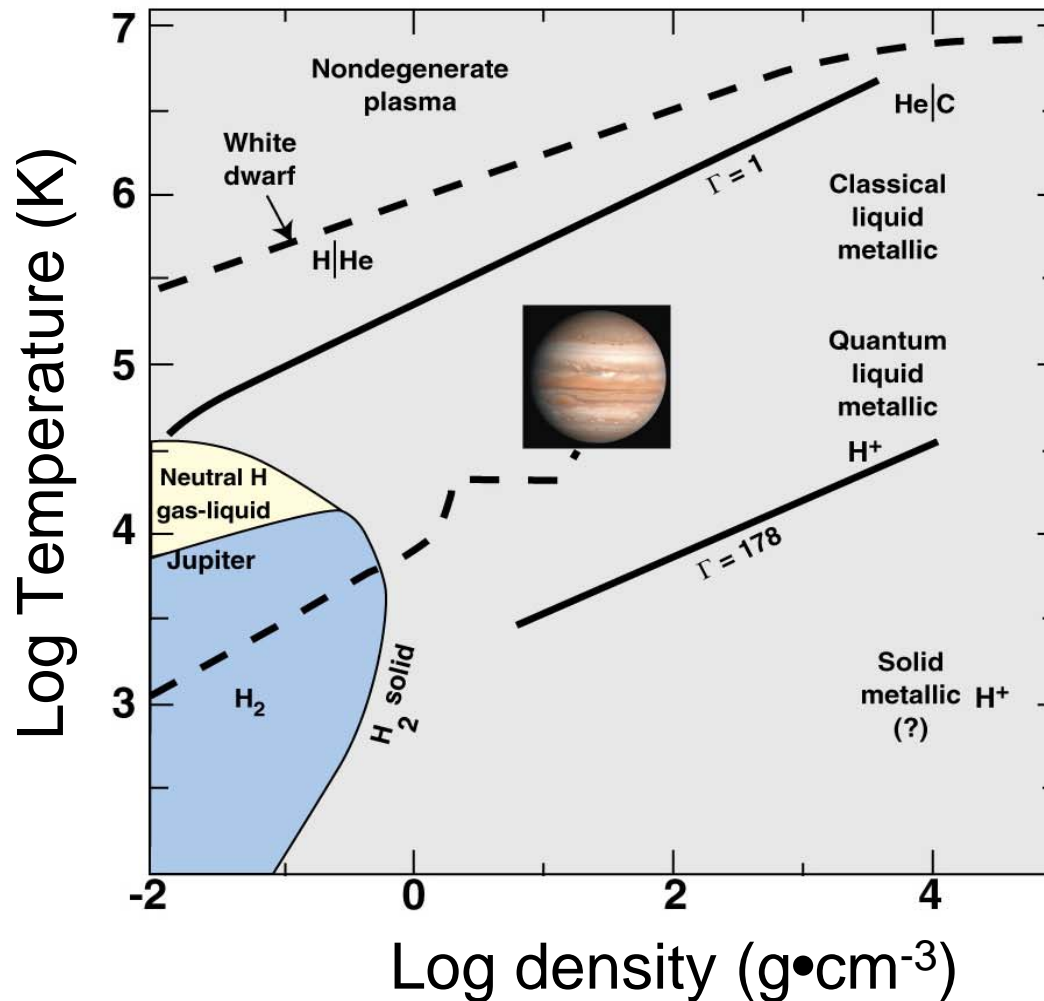 7
Nondegenerate
plasma
He|C
White
dwarf
Γ = 1
Classical
liquid
metallic
6
H|He
Log Temperature (K)
Quantum
liquid
metallic
5
H+
Neutral H
gas-liquid
4
Jupiter
Γ = 178
H2 solid
Solid
metallic H+
(?)
3
H2
-2 0 2 4
Log density (g•cm-3)